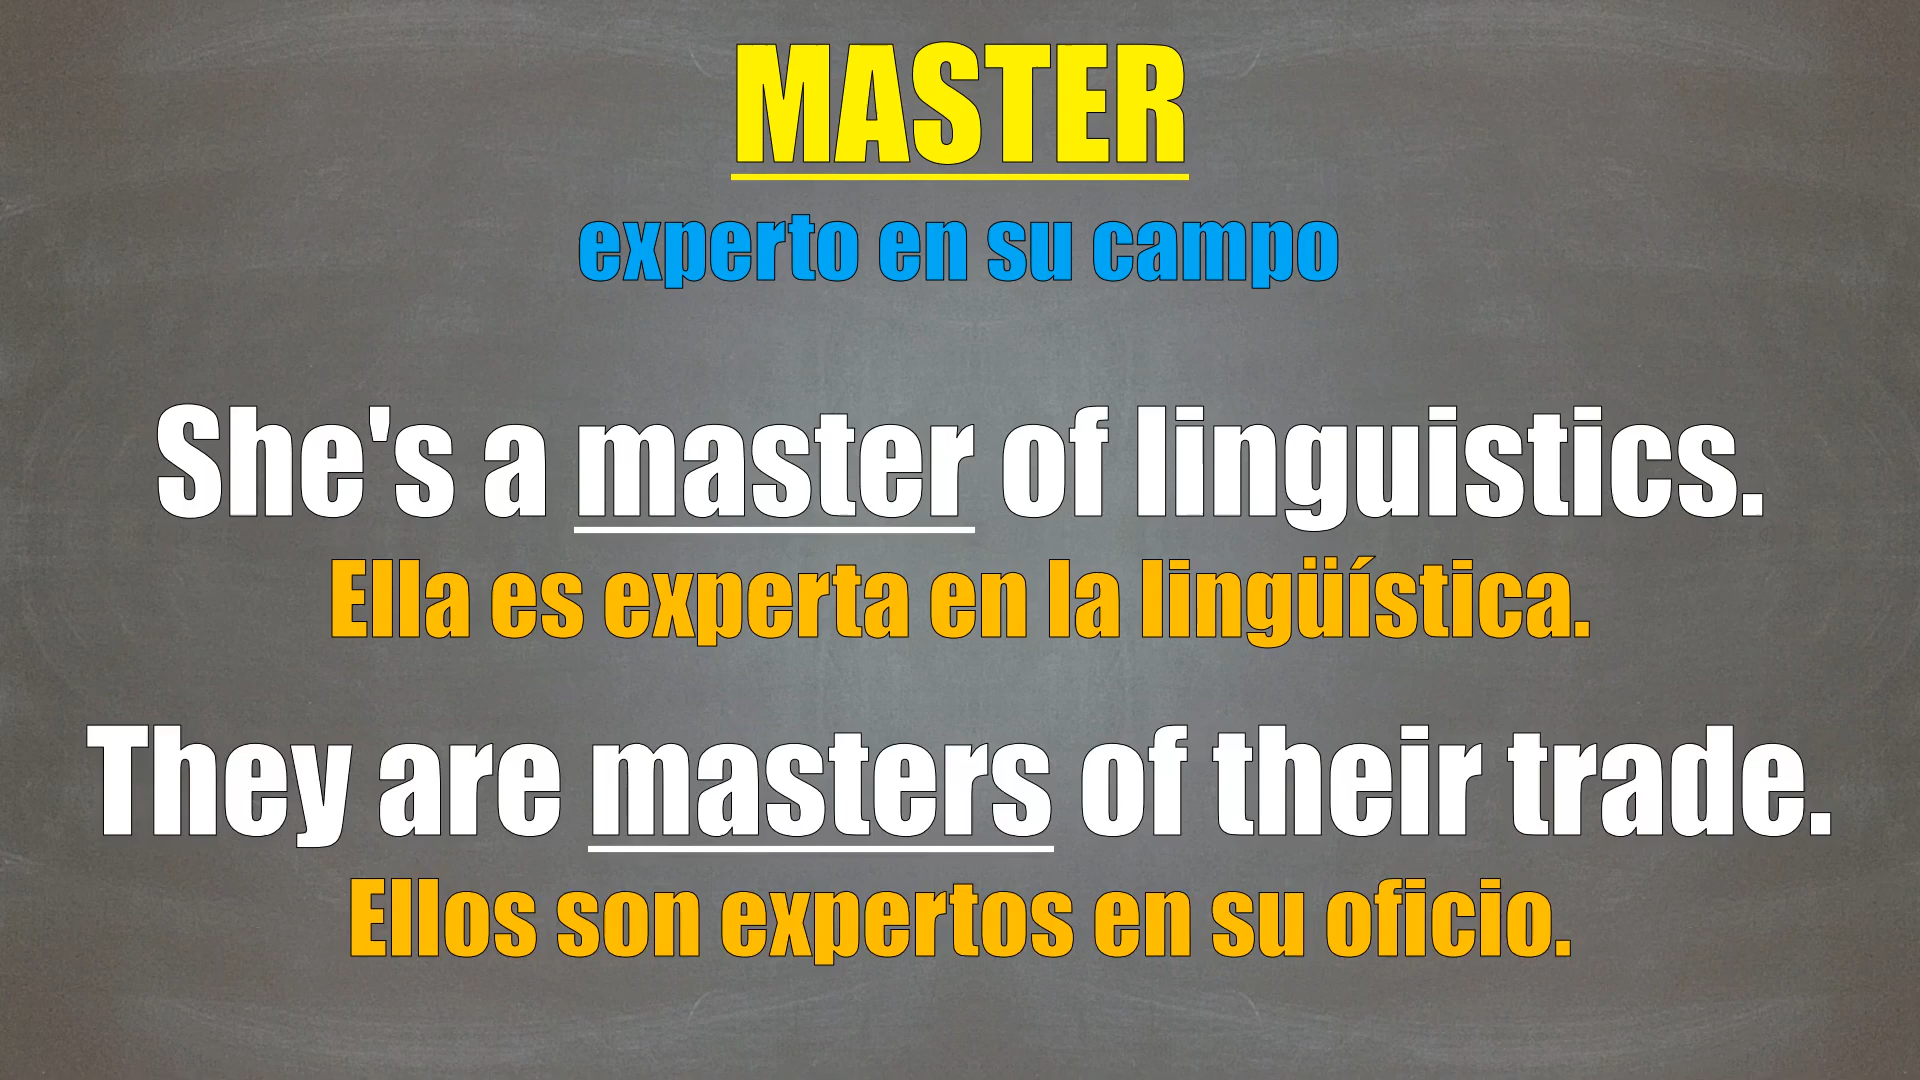 MASTER
experto en su campo
She's a master of linguistics.
Ella es experta en la lingüística.
They are masters of their trade.
Ellos son expertos en su oficio.